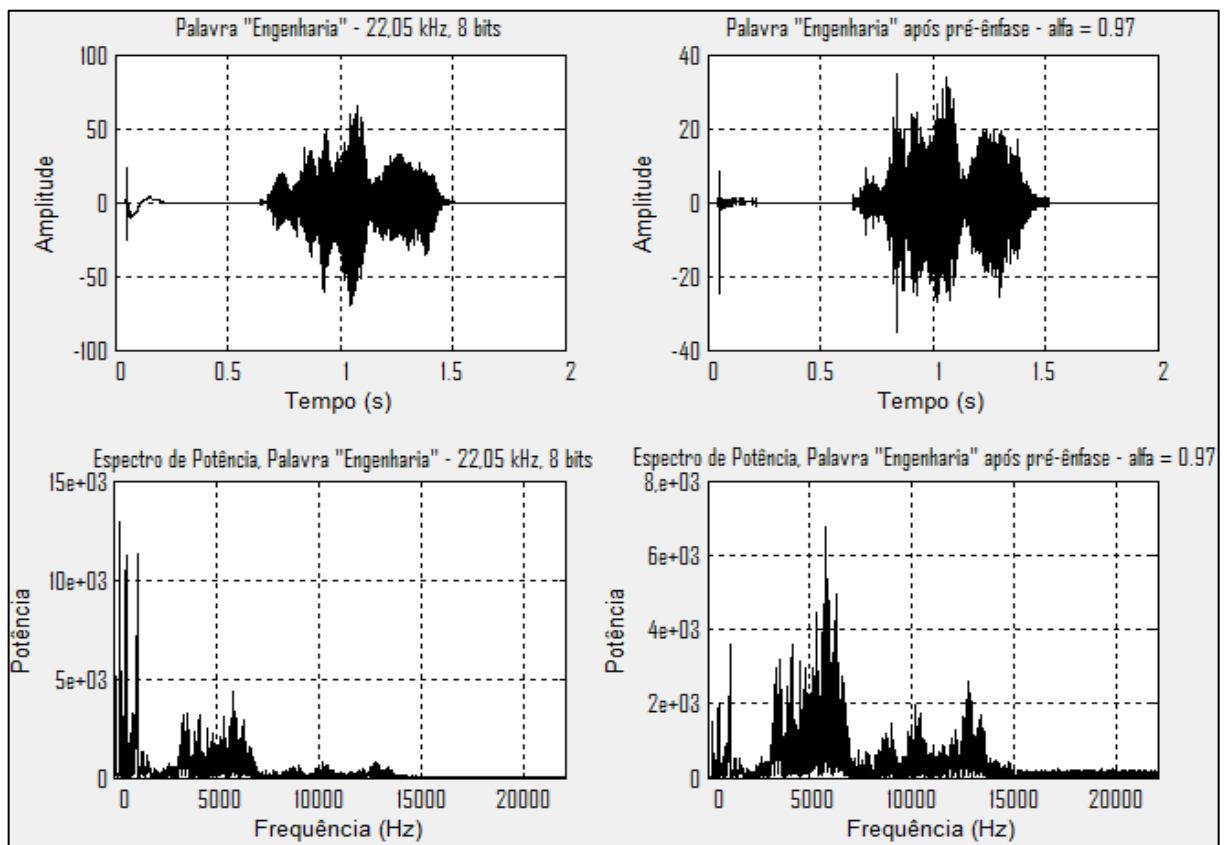 Palavra "Engenharia" - 22,05 kHz, 8 bits
100
50
0
-50
-100
Amplitude
0 0.5 1 1.5 2
Tempo (s)
Palavra "Engenharia" após pré-ênfase - alfa = 0.97
40
20
0
-20
-40
Amplitude
0 0.5 1 1.5 2
Tempo (s)
Espectro de Potência, Palavra "Engenharia" - 22,05 kHz, 8 bits
15e+03
10e+03
5e+03
0
Potência
0 5000 10000 15000 20000
Frequência (Hz)
Espectro de Potência, Palavra "Engenharia" após pré-ênfase - alfa = 0.97
8,e+03
6e+03
4e+03
2e+03
0
Potência
0 5000 10000 15000 20000
Frequência (Hz)